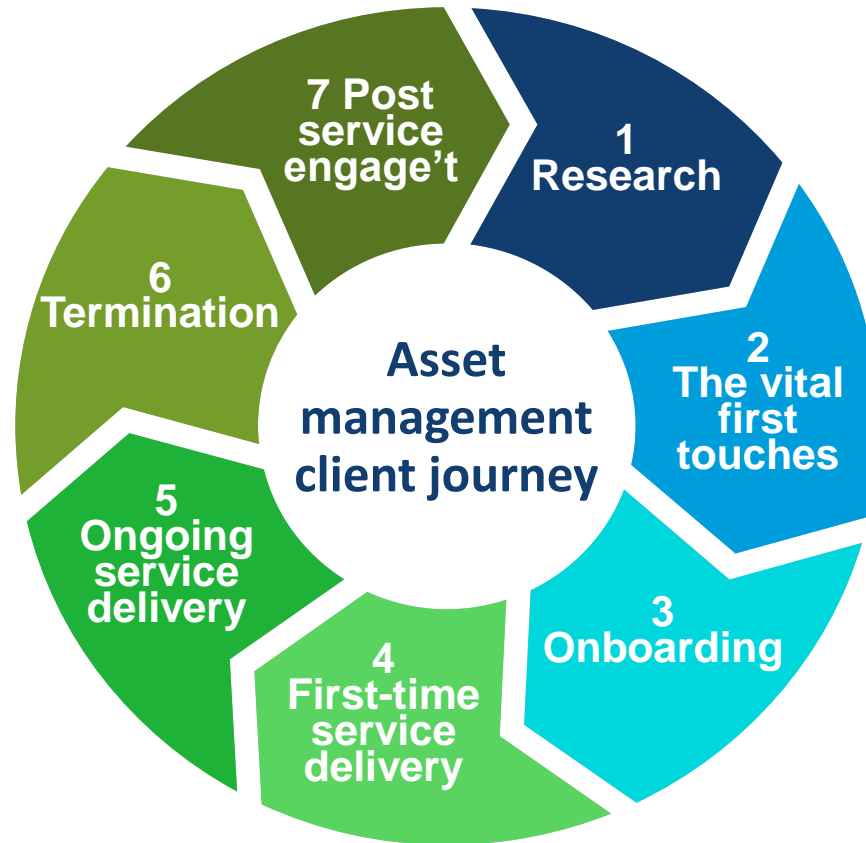 Asset
management
client journey
1
Research
2
The vital
first
touches
3
Onboarding
4
First-time
service
delivery
5
Ongoing
service
delivery
6
Termination
7 Post
service
engage’t